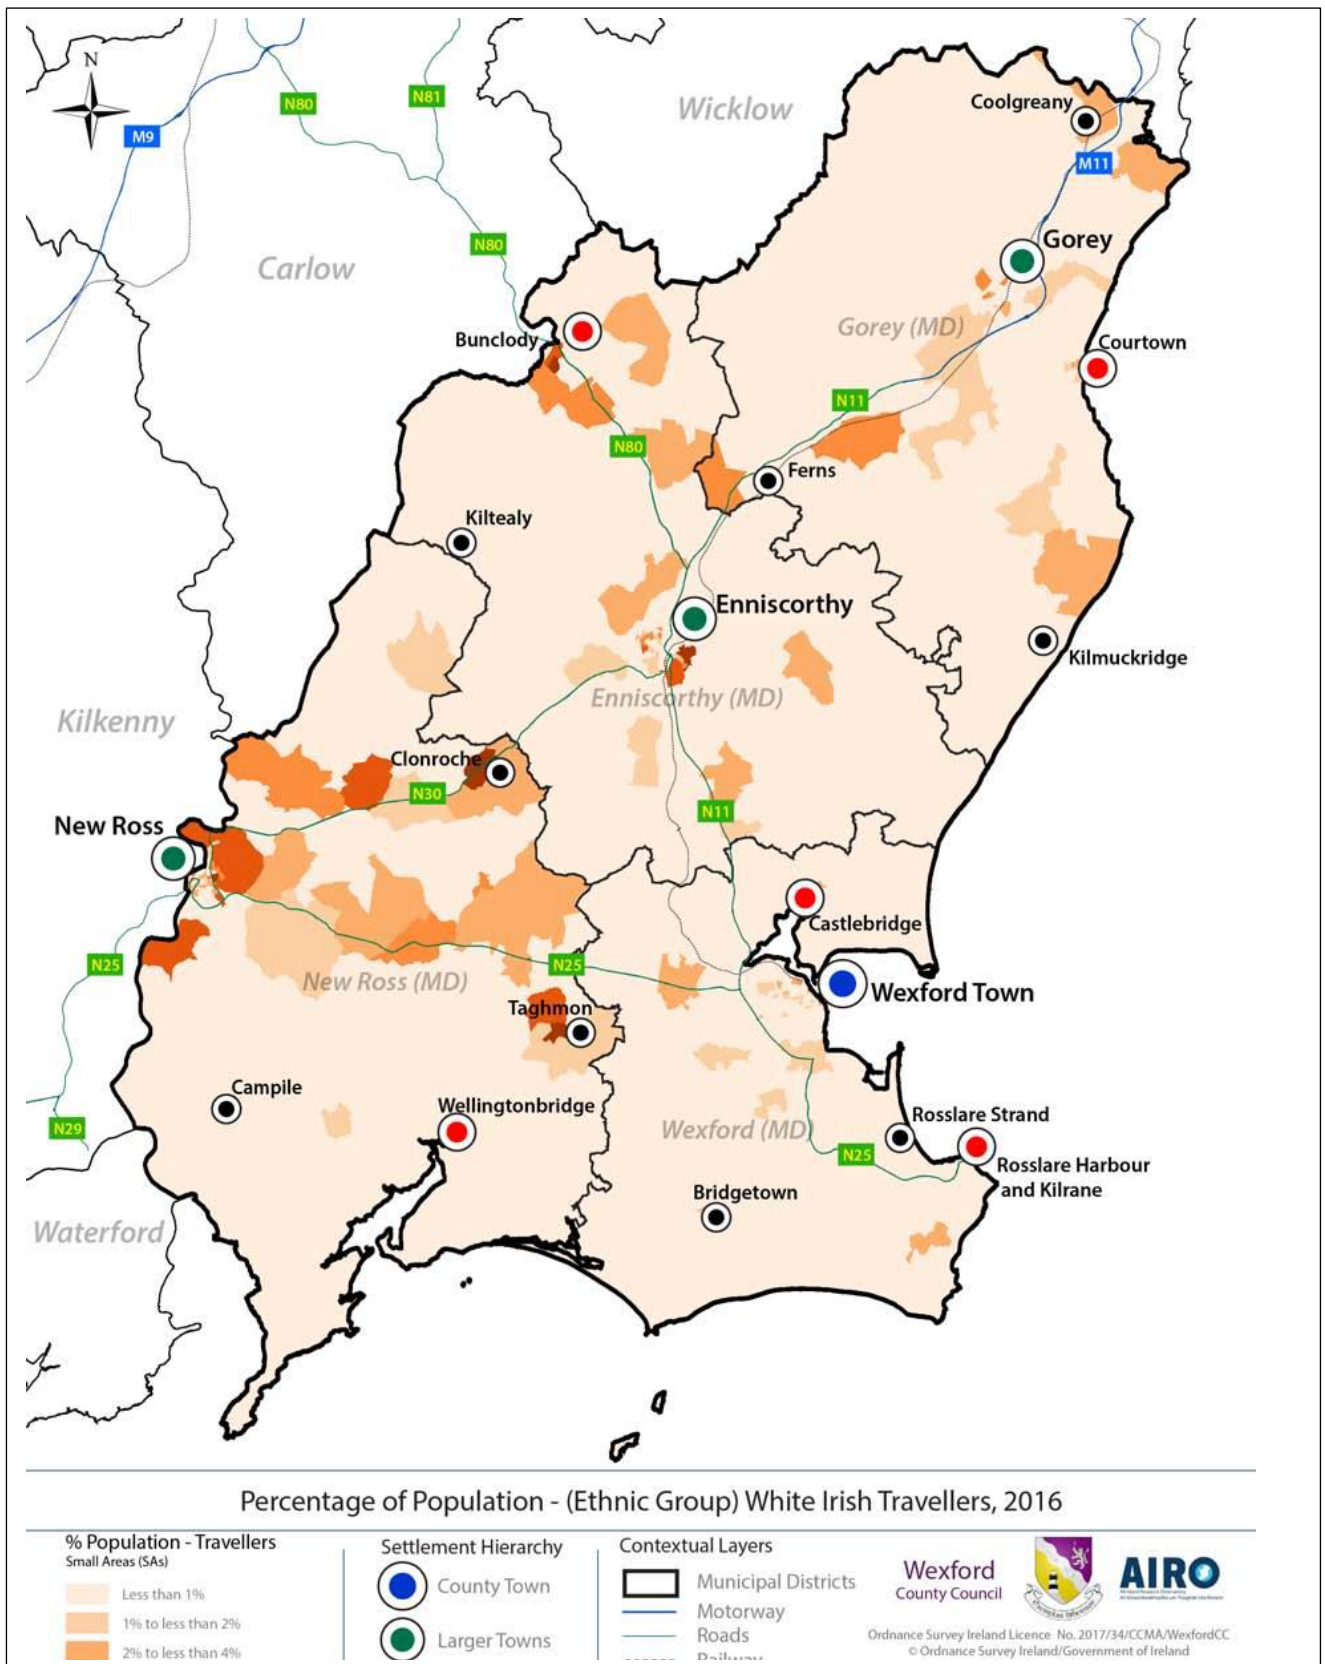 N
Wicklow
Coolgreany
N80
N81
M9
M11
Gorey
N80
Carlow
Gorey (MD)
Bunclody
Courtown
N11
N80
Ferns
Kiltealy
Enniscorthy
Kilmuckridge
Enniscorthy (MD)
Kilkenny
Clonroche
N30
N11
New Ross
Castlebridge
N25
N25
New Ross (MD)
Wexford Town
Taghmon
Campile
Wellingtonbridge
Rosslare Strand
N29
Wexford (MD)
N25
Rosslare Harbour
and Kilrane
Bridgetown
Waterford
Percentage of Population - (Ethnic Group) White Irish Travellers, 2016
% Population - Travellers
Small Areas (SAs)
Less than 1%
1% to less than 2%
2% to less than 4%
Settlement Hierarchy
County Town
Larger Towns
Contextual Layers
Municipal Districts
Motorway
Roads
Railway
Wexford
County Council
AIRO
Ordnance Survey Ireland Licence No. 2017/34/CCMA/WexfordCC
© Ordnance Survey Ireland/Government of Ireland